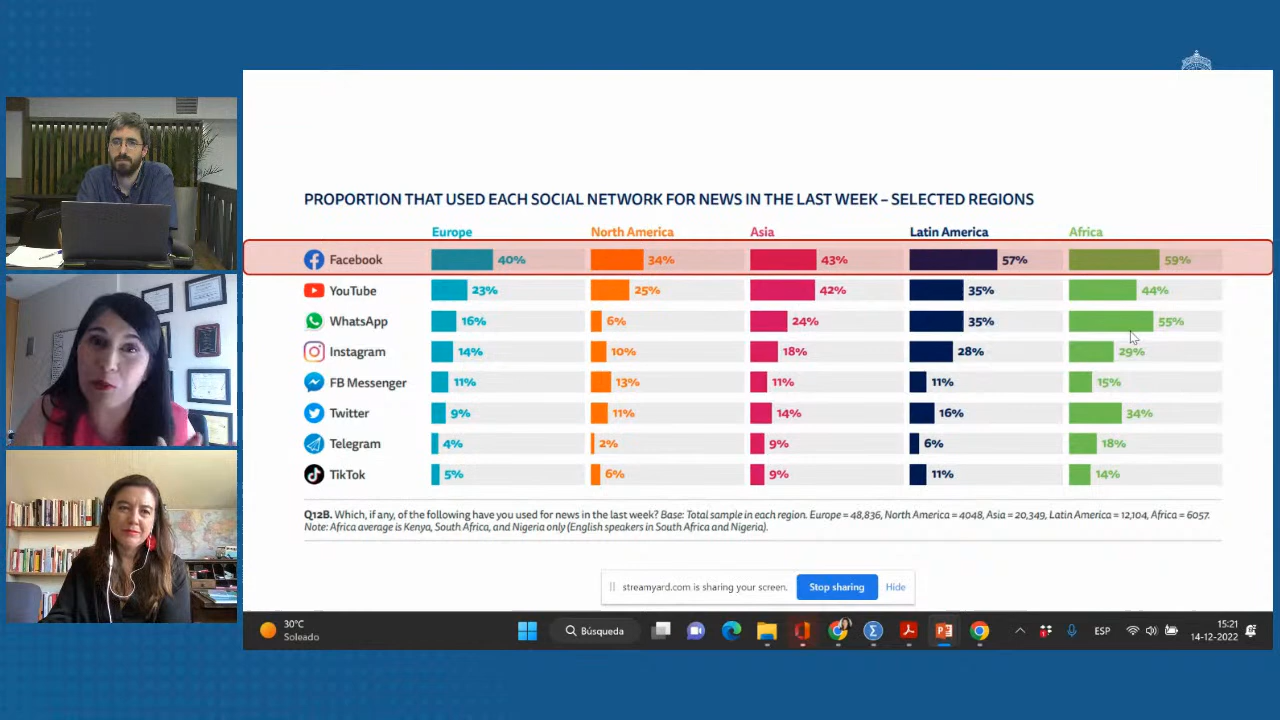 PROPORTION THAT USED EACH SOCIAL NETWORK FOR NEWS IN THE LAST WEEK – SELECTED REGIONS
Europe North America Asia Latin America Africa
Facebook 40% 34% 43% 57% 59%
YouTube 23% 25% 42% 35% 44%
WhatsApp 16% 6% 24% 35% 55%
Instagram 14% 10% 18% 28% 29%
FB Messenger 11% 13% 11% 11% 15%
Twitter 9% 11% 14% 16% 34%
Telegram 4% 2% 9% 6% 18%
TikTok 5% 6% 9% 11% 14%
Q12B. Which, if any, of the following have you used for news in the last week? Base: Total sample in each region. Europe = 48,836, North America = 4048, Asia = 20,349, Latin America = 12,104, Africa = 6057.
Note: Africa average is Kenya, South Africa, and Nigeria only (English speakers in South Africa and Nigeria).
streamyard.com is sharing your screen. Stop sharing Hide
30°C
Soleado
Búsqueda
ESP
15:21
14-12-2022